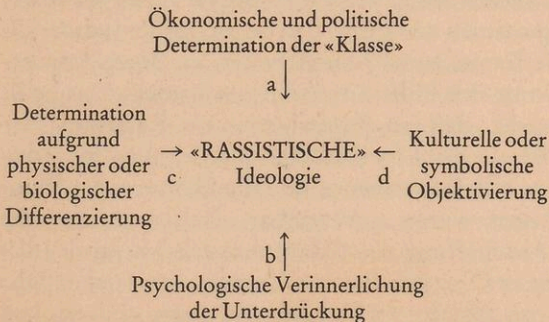 Ökonomische und politische
Determination der «Klasse»
a
Determination
aufgrund
physischer oder
biologischer
Differenzierung
→
c
«RASSISTISCHE»
Ideologie
←
d
Kulturelle oder
symbolische
Objektivierung
b
Psychologische Verinnerlichung
der Unterdrückung